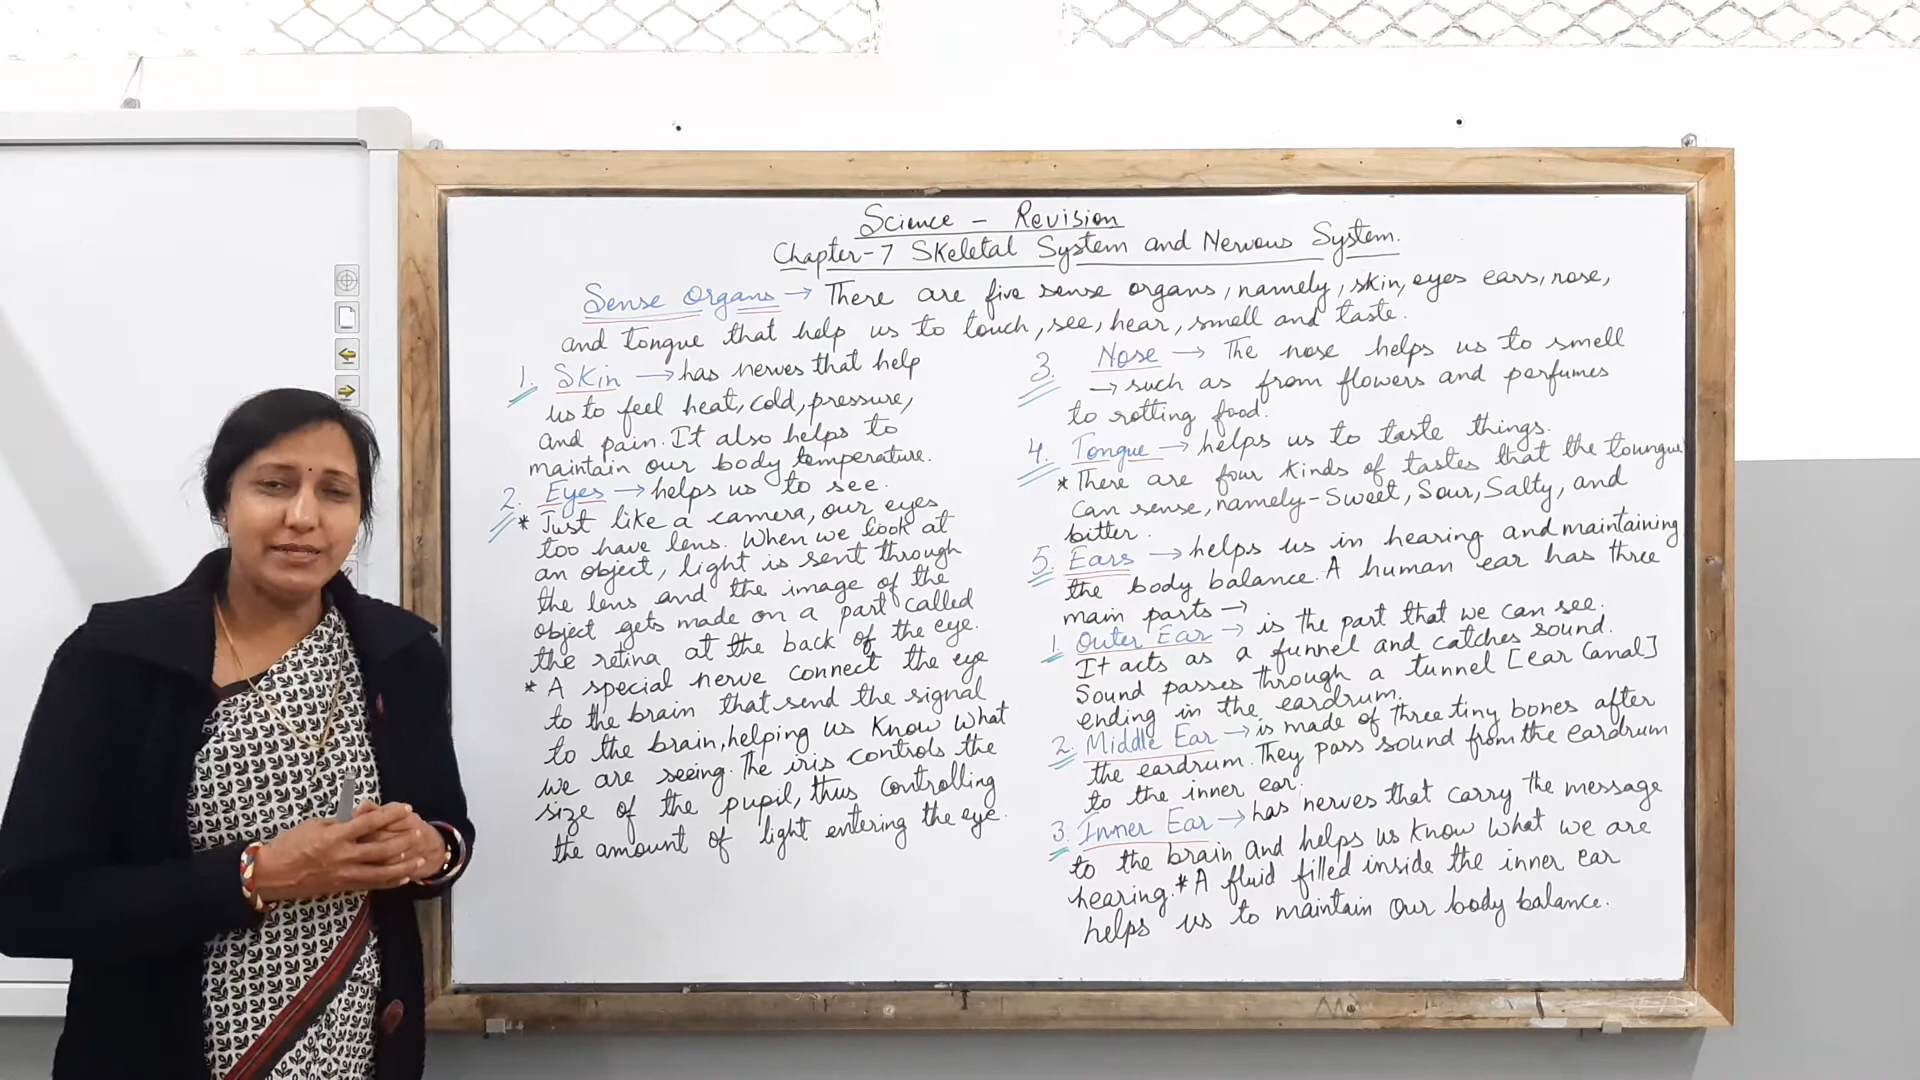 Science - Revision
Chapter-7 Skeletal System and Nervous System.
Sense Organs → There are five sense organs, namely, skin, eyes ears, nose,
and tongue that help us to touch, see, hear, smell and taste.
1. Skin → has nerves that help
us to feel heat, cold, pressure,
and pain. It also helps to
maintain our body temperature.
2. Eyes → helps us to see.
* Just like a camera, our eyes
too have lens. When we look at
an object, light is sent through
the lens and the image of the
object gets made on a part called
the retina at the back of the eye.
* A special nerve connect the eye
to the brain that send the signal
to the brain, helping us know what
we are seeing. The iris controls the
size of the pupil, thus controlling
the amount of light entering the eye.
3. Nose → The nose helps us to smell
→ such as from flowers and perfumes
to rotting food.
4. Tongue → helps us to taste things.
* There are four kinds of tastes that the toungue
can sense, namely - Sweet, Sour, Salty, and
bitter.
5. Ears → helps us in hearing and maintaining
the body balance. A human ear has three
main parts →
1. Outer Ear → is the part that we can see.
It acts as a funnel and catches sound.
Sound passes through a tunnel [ear canal]
ending in the eardrum.
2. Middle Ear → is made of three tiny bones after
the eardrum. They pass sound from the eardrum
to the inner ear.
3. Inner Ear → has nerves that carry the message
to the brain and helps us know what we are
hearing. * A fluid filled inside the inner ear
helps us to maintain our body balance.